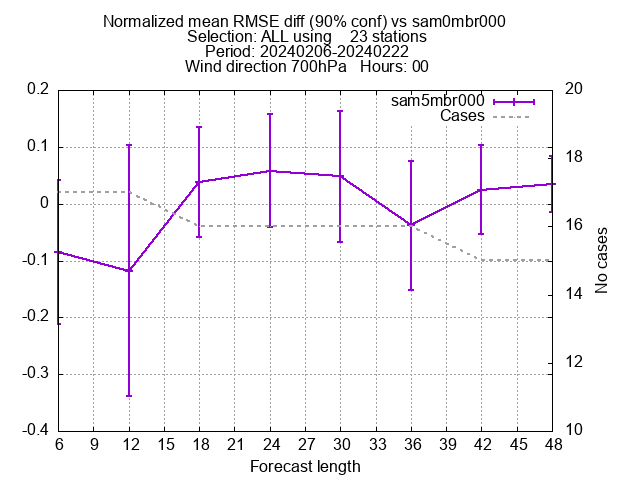 Normalized mean RMSE diff (90% conf) vs sam0mbr000
Selection: ALL using    23 stations
Period: 20240206-20240222
Wind direction 700hPa   Hours: 00
sam5mbr000
Cases
0.2
0.1
0
-0.1
-0.2
-0.3
-0.4
20
18
16
14
12
10
No cases
6 9 12 15 18 21 24 27 30 33 36 39 42 45 48
Forecast length